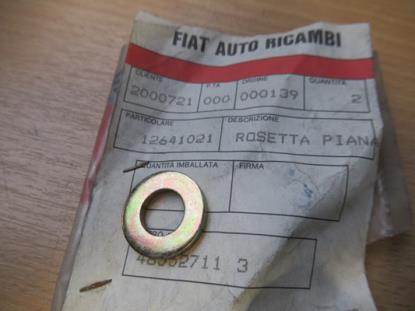 FIAT AUTO RICAMBI
CLIENTE P.TA ORDINE QUANTITA
2000721 000 000139 2
PARTICOLARE DESCRIZIONE
12641021 ROSETTA PIANA
QUANTITA IMBALLATA FIRMA
3